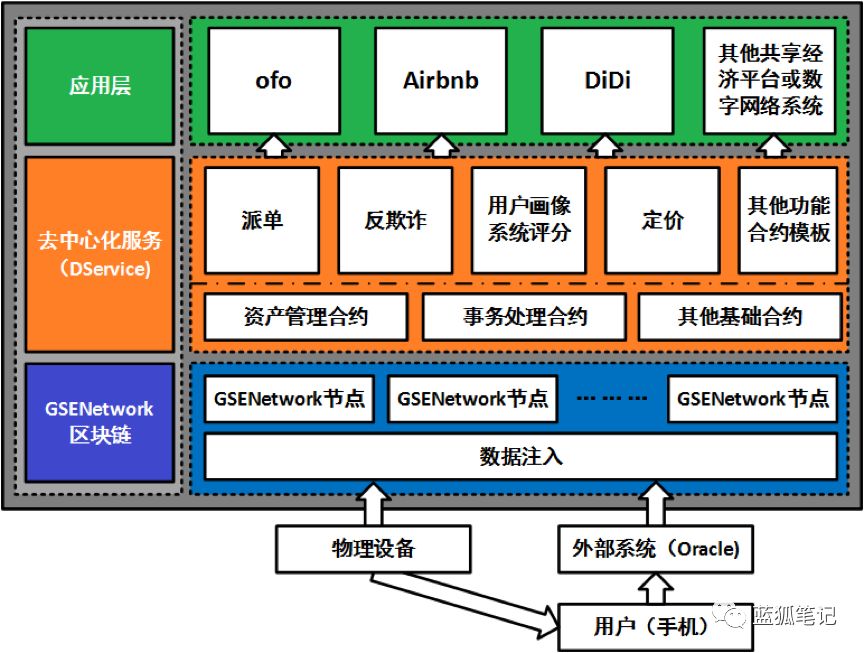 应用层
ofo
Airbnb
DiDi
其他共享经
济平台或数
字网络系统
去中心化服务
（DService)
派单
反欺诈
用户画像
系统评分
定价
其他功能
合约模板
资产管理合约
事务处理合约
其他基础合约
GSENetwork
区块链
GSENetwork节点
GSENetwork节点
… … …
GSENetwork节点
数据注入
物理设备
外部系统（Oracle)
用户（手机）
蓝狐笔记